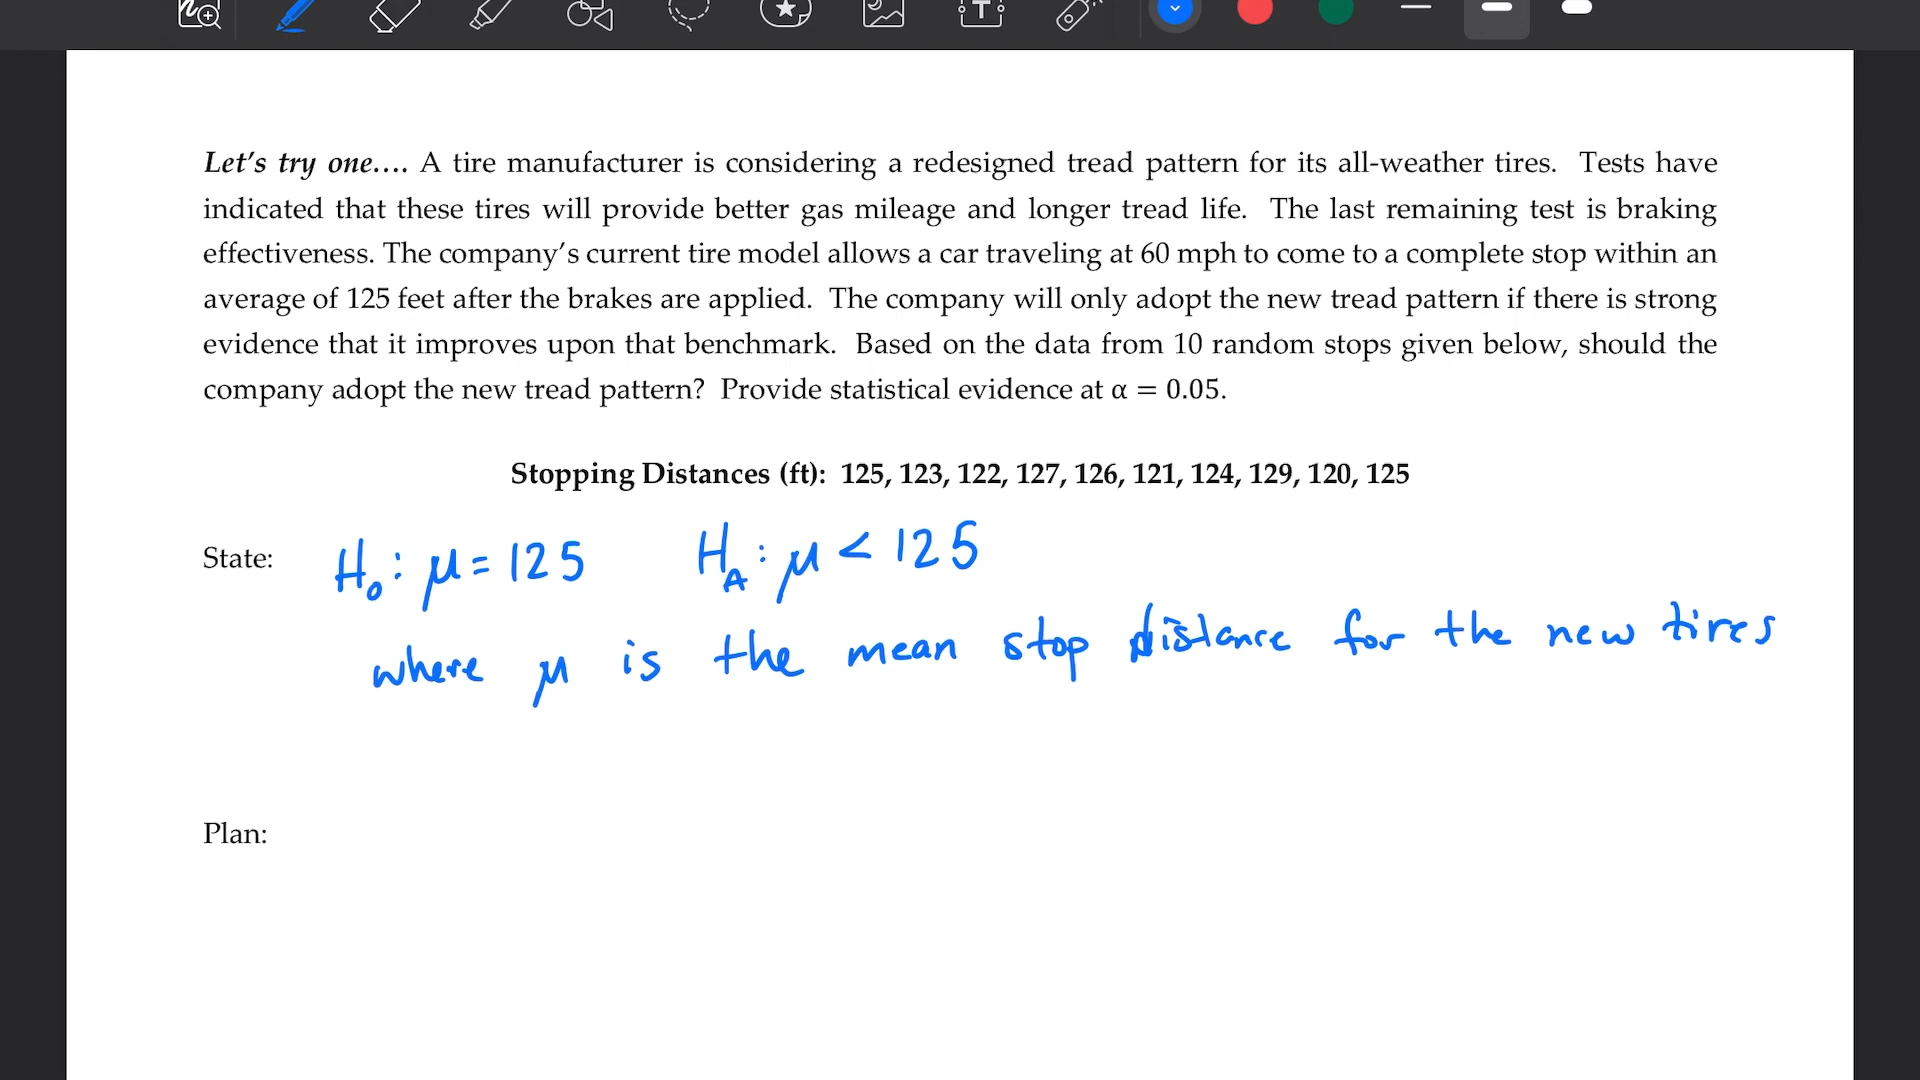 Let's try one.... A tire manufacturer is considering a redesigned tread pattern for its all-weather tires. Tests have
indicated that these tires will provide better gas mileage and longer tread life. The last remaining test is braking
effectiveness. The company's current tire model allows a car traveling at 60 mph to come to a complete stop within an
average of 125 feet after the brakes are applied. The company will only adopt the new tread pattern if there is strong
evidence that it improves upon that benchmark. Based on the data from 10 random stops given below, should the
company adopt the new tread pattern? Provide statistical evidence at α = 0.05.
Stopping Distances (ft): 125, 123, 122, 127, 126, 121, 124, 129, 120, 125
State: H₀: μ = 125 Hₐ: μ < 125
where μ is the mean stop distance for the new tires
Plan: